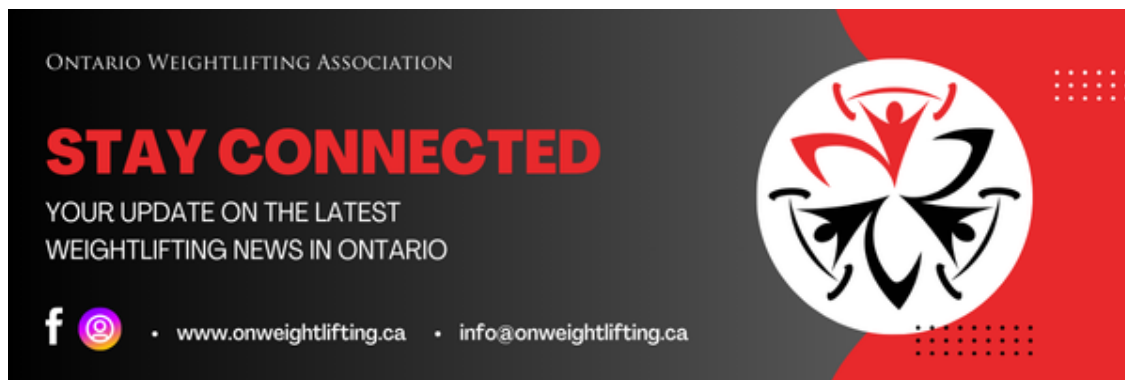 ONTARIO WEIGHTLIFTING ASSOCIATION
STAY CONNECTED
YOUR UPDATE ON THE LATEST
WEIGHTLIFTING NEWS IN ONTARIO
f • www.onweightlifting.ca • info@onweightlifting.ca